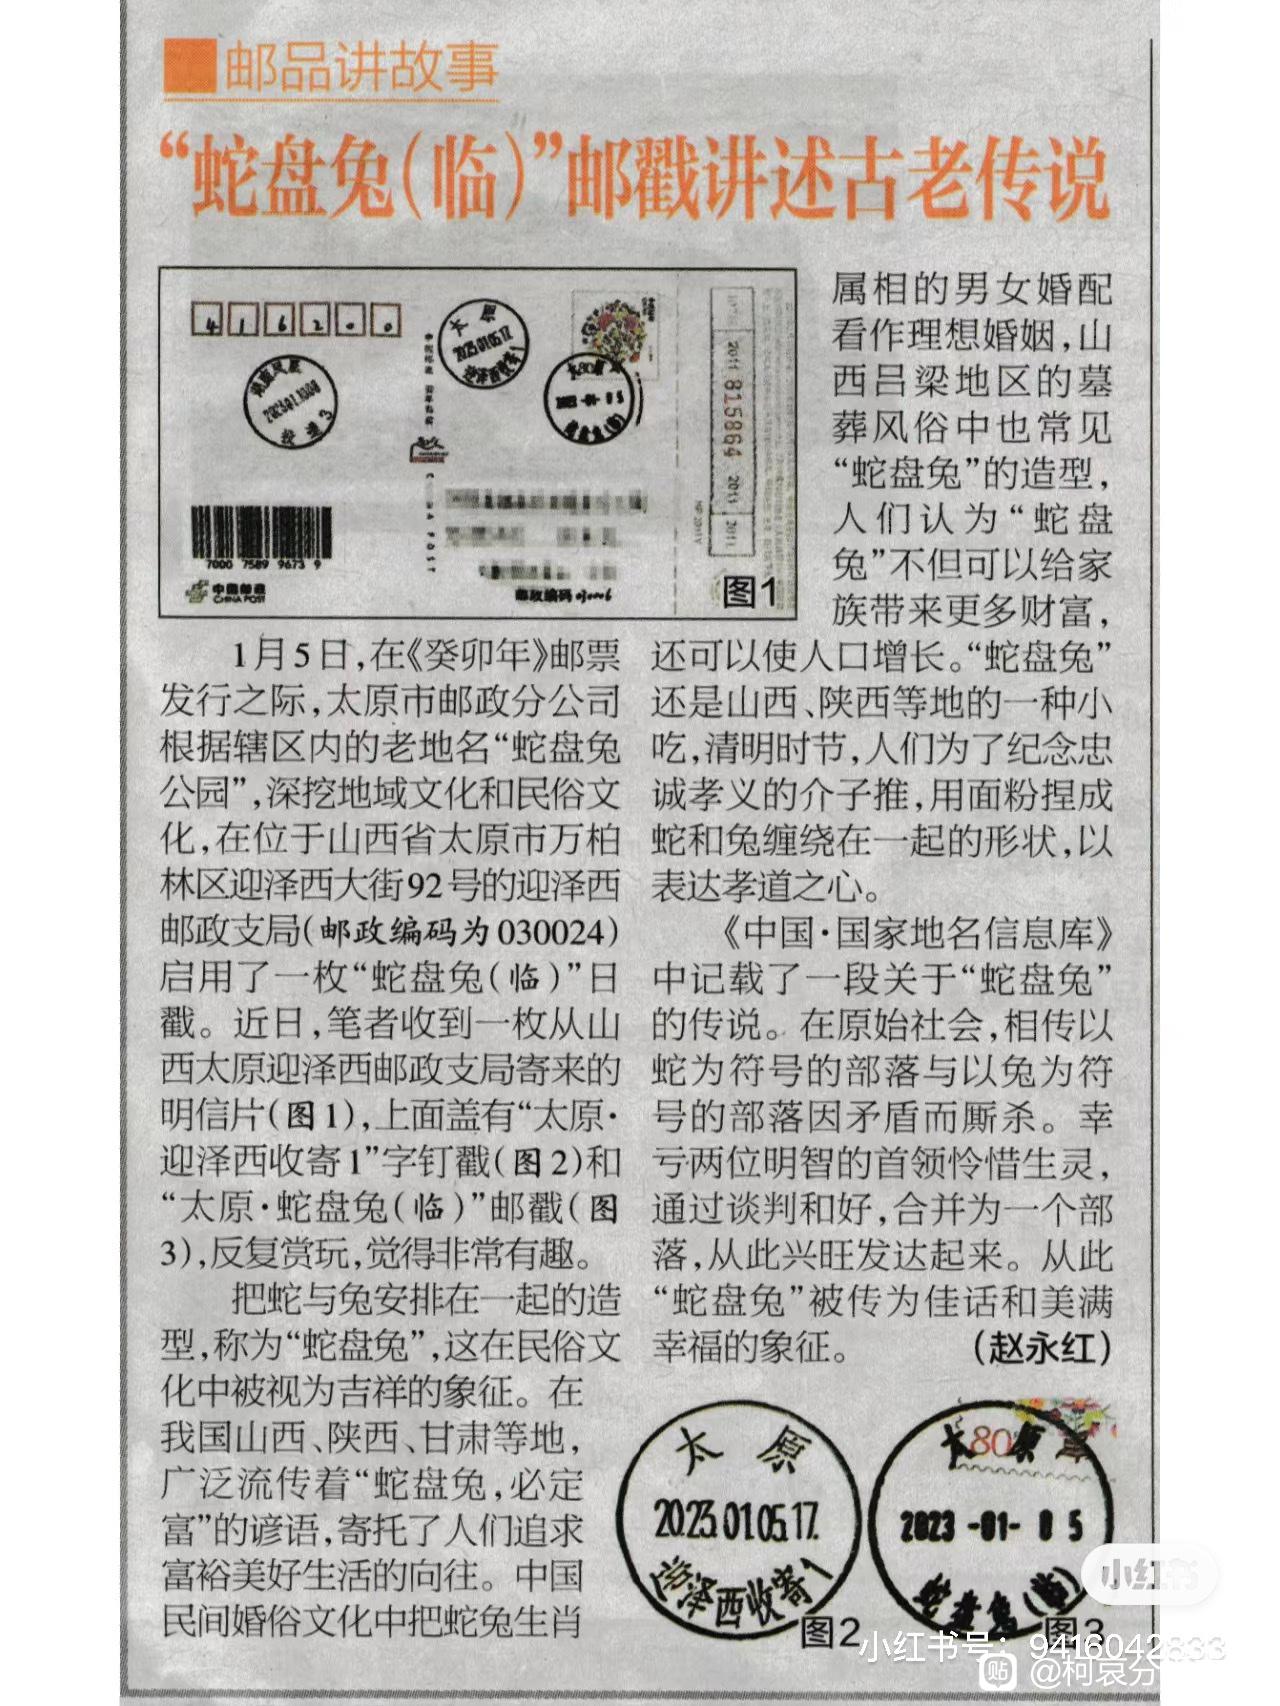 邮品讲故事
“蛇盘兔(临)”邮戳讲述古老传说
416200
太原
2023.01.05.17
迎泽西收寄1
2011 815864 2011 2011
7000 7589 9673 9
中国邮政
CHINA POST
邮政编码
图1
1月5日,在《癸卯年》邮票
发行之际,太原市邮政分公司
根据辖区内的老地名“蛇盘兔
公园”,深挖地域文化和民俗文
化,在位于山西省太原市万柏
林区迎泽西大街92号的迎泽西
邮政支局(邮政编码为030024)
启用了一枚“蛇盘兔(临)”日
戳。近日,笔者收到一枚从山
西太原迎泽西邮政支局寄来的
明信片(图1),上面盖有“太原·
迎泽西收寄1”字钉戳(图2)和
“太原·蛇盘兔(临)”邮戳(图
3),反复赏玩,觉得非常有趣。
把蛇与兔安排在一起的造
型,称为“蛇盘兔”,这在民俗文
化中被视为吉祥的象征。在
我国山西、陕西、甘肃等地,
广泛流传着“蛇盘兔,必定
富”的谚语,寄托了人们追求
富裕美好生活的向往。中国
民间婚俗文化中把蛇兔生肖
属相的男女婚配
看作理想婚姻,山
西吕梁地区的墓
葬风俗中也常见
“蛇盘兔”的造型,
人们认为“蛇盘
兔”不但可以给家
族带来更多财富,
还可以使人口增长。“蛇盘兔”
还是山西、陕西等地的一种小
吃,清明时节,人们为了纪念忠
诚孝义的介子推,用面粉捏成
蛇和兔缠绕在一起的形状,以
表达孝道之心。
《中国·国家地名信息库》
中记载了一段关于“蛇盘兔”
的传说。在原始社会,相传以
蛇为符号的部落与以兔为符
号的部落因矛盾而厮杀。幸
亏两位明智的首领怜惜生灵,
通过谈判和好,合并为一个部
落,从此兴旺发达起来。从此
“蛇盘兔”被传为佳话和美满
幸福的象征。 (赵永红)
太原
2023.01.05.17.
迎泽西收寄1
图2
80
太原
2023-01-05
蛇盘兔(临)
图3
小红书
小红书号：9416042833
贴 @柯哀分